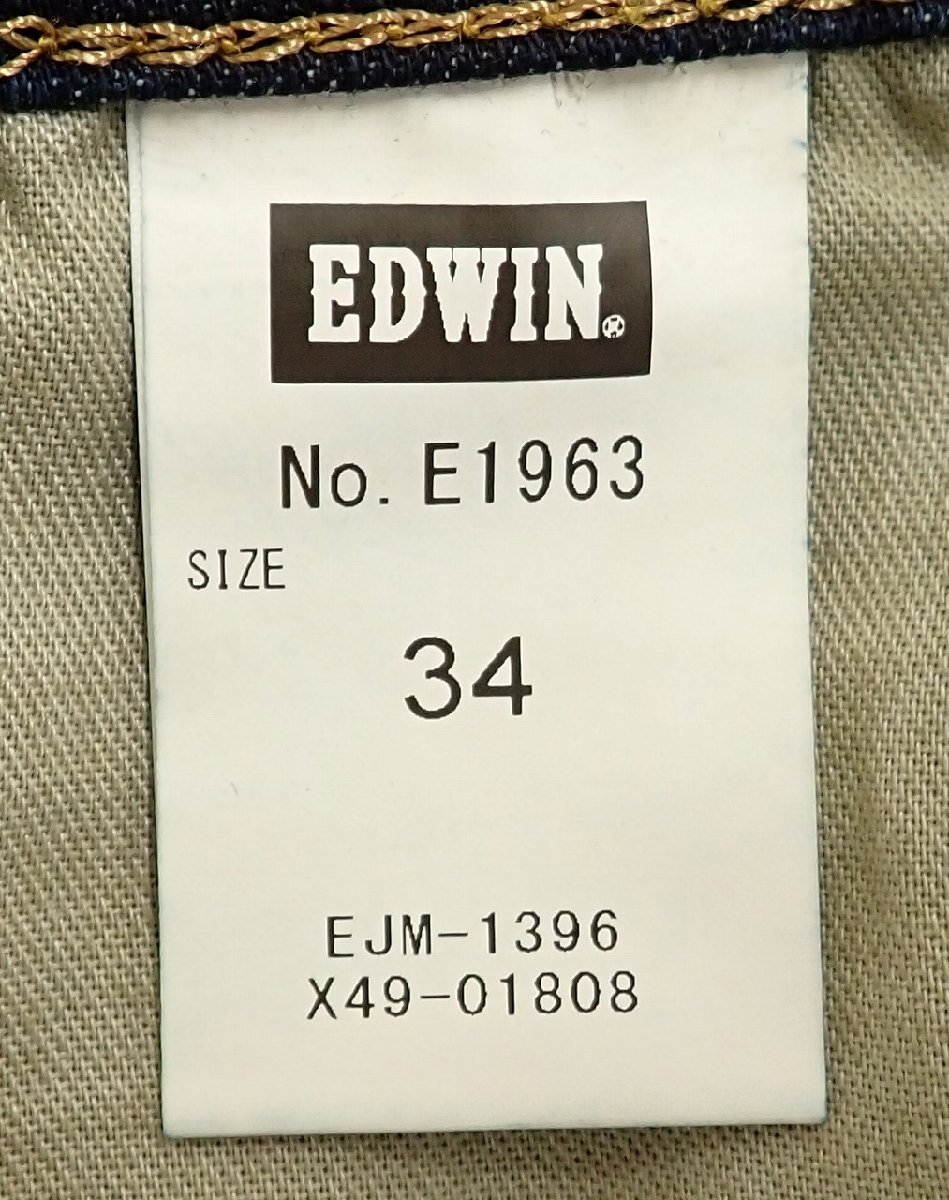 EDWIN®
No. E1963
SIZE
34
EJM-1396
X49-01808